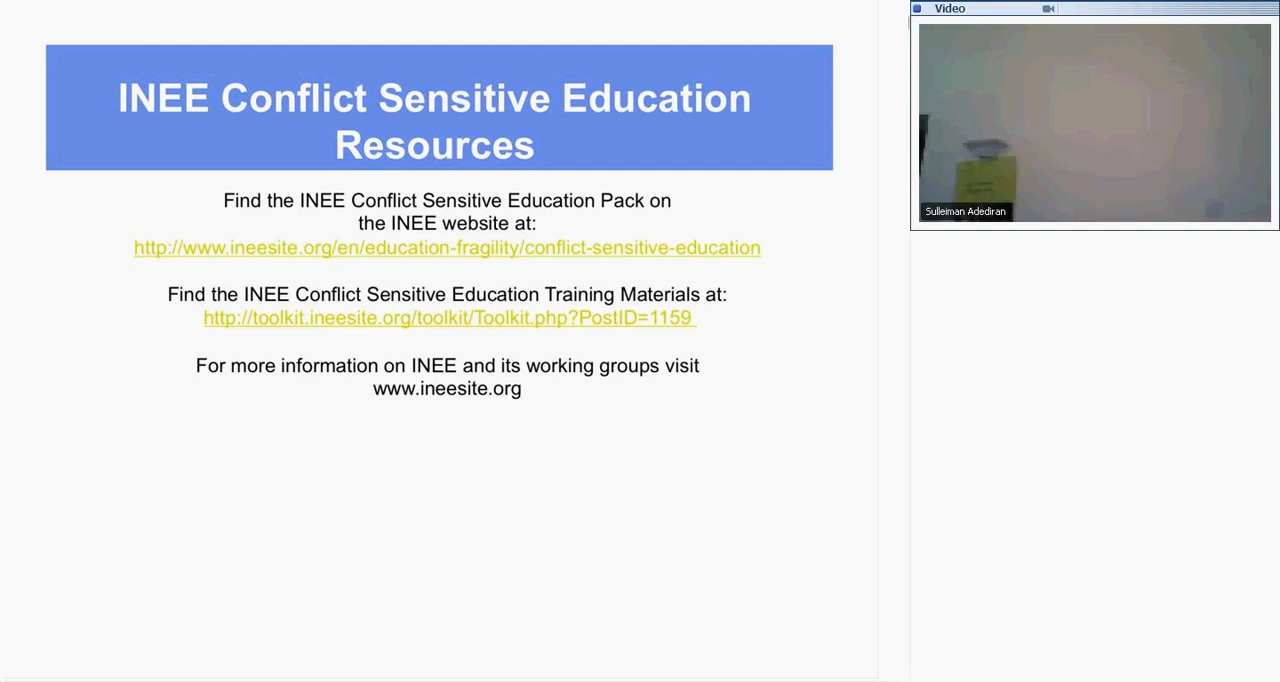 INEE Conflict Sensitive Education
Resources
Find the INEE Conflict Sensitive Education Pack on
the INEE website at:
http://www.ineesite.org/en/education-fragility/conflict-sensitive-education
Find the INEE Conflict Sensitive Education Training Materials at:
http://toolkit.ineesite.org/toolkit/Toolkit.php?PostID=1159
For more information on INEE and its working groups visit
www.ineesite.org
Video
Sulleiman Adediran